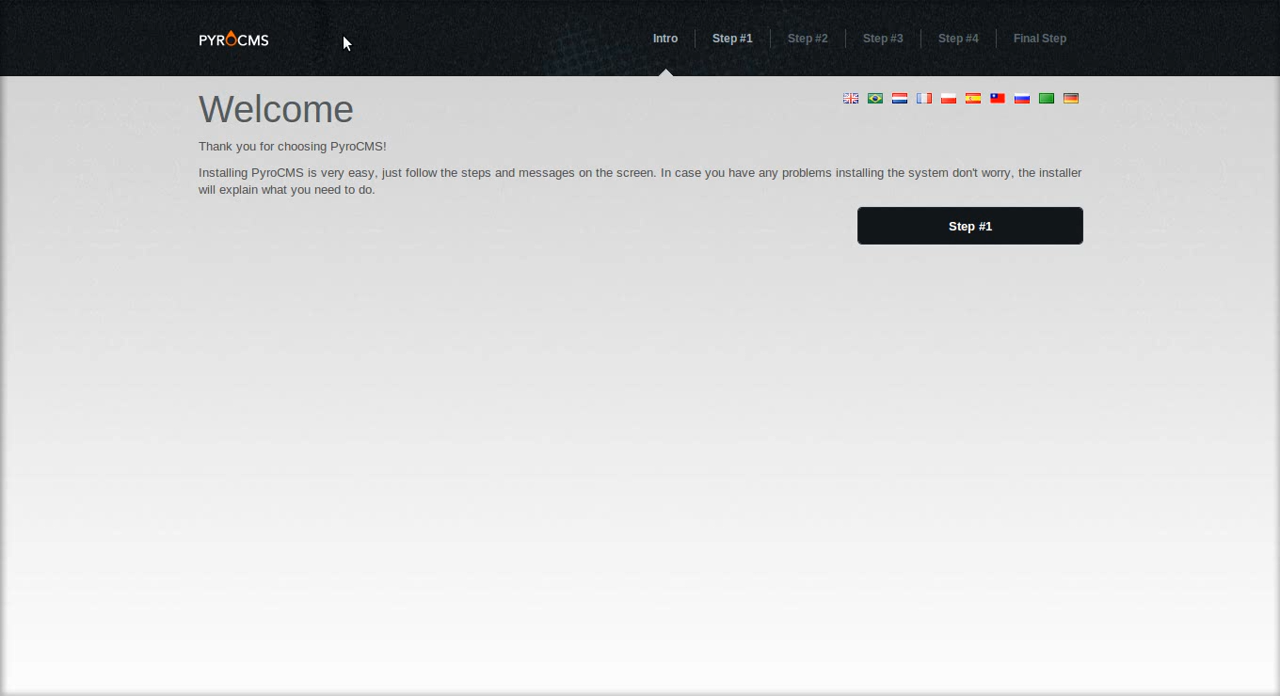 PYROCMS
Intro
Step #1
Step #2
Step #3
Step #4
Final Step
Welcome
Thank you for choosing PyroCMS!
Installing PyroCMS is very easy, just follow the steps and messages on the screen. In case you have any problems installing the system don't worry, the installer
will explain what you need to do.
Step #1